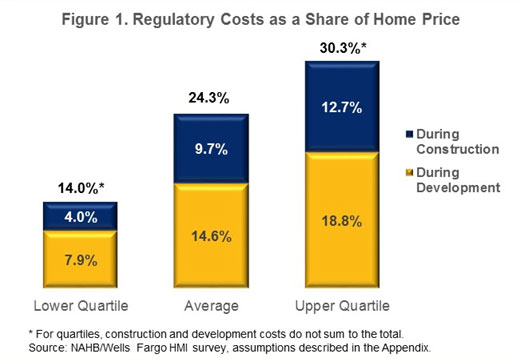 Figure 1. Regulatory Costs as a Share of Home Price
30.3%*
24.3%
12.7%
During
Construction
9.7%
During
Development
14.0%*
4.0%
18.8%
14.6%
7.9%
Lower Quartile
Average
Upper Quartile
* For quartiles, construction and development costs do not sum to the total.
Source: NAHB/Wells Fargo HMI survey, assumptions described in the Appendix.